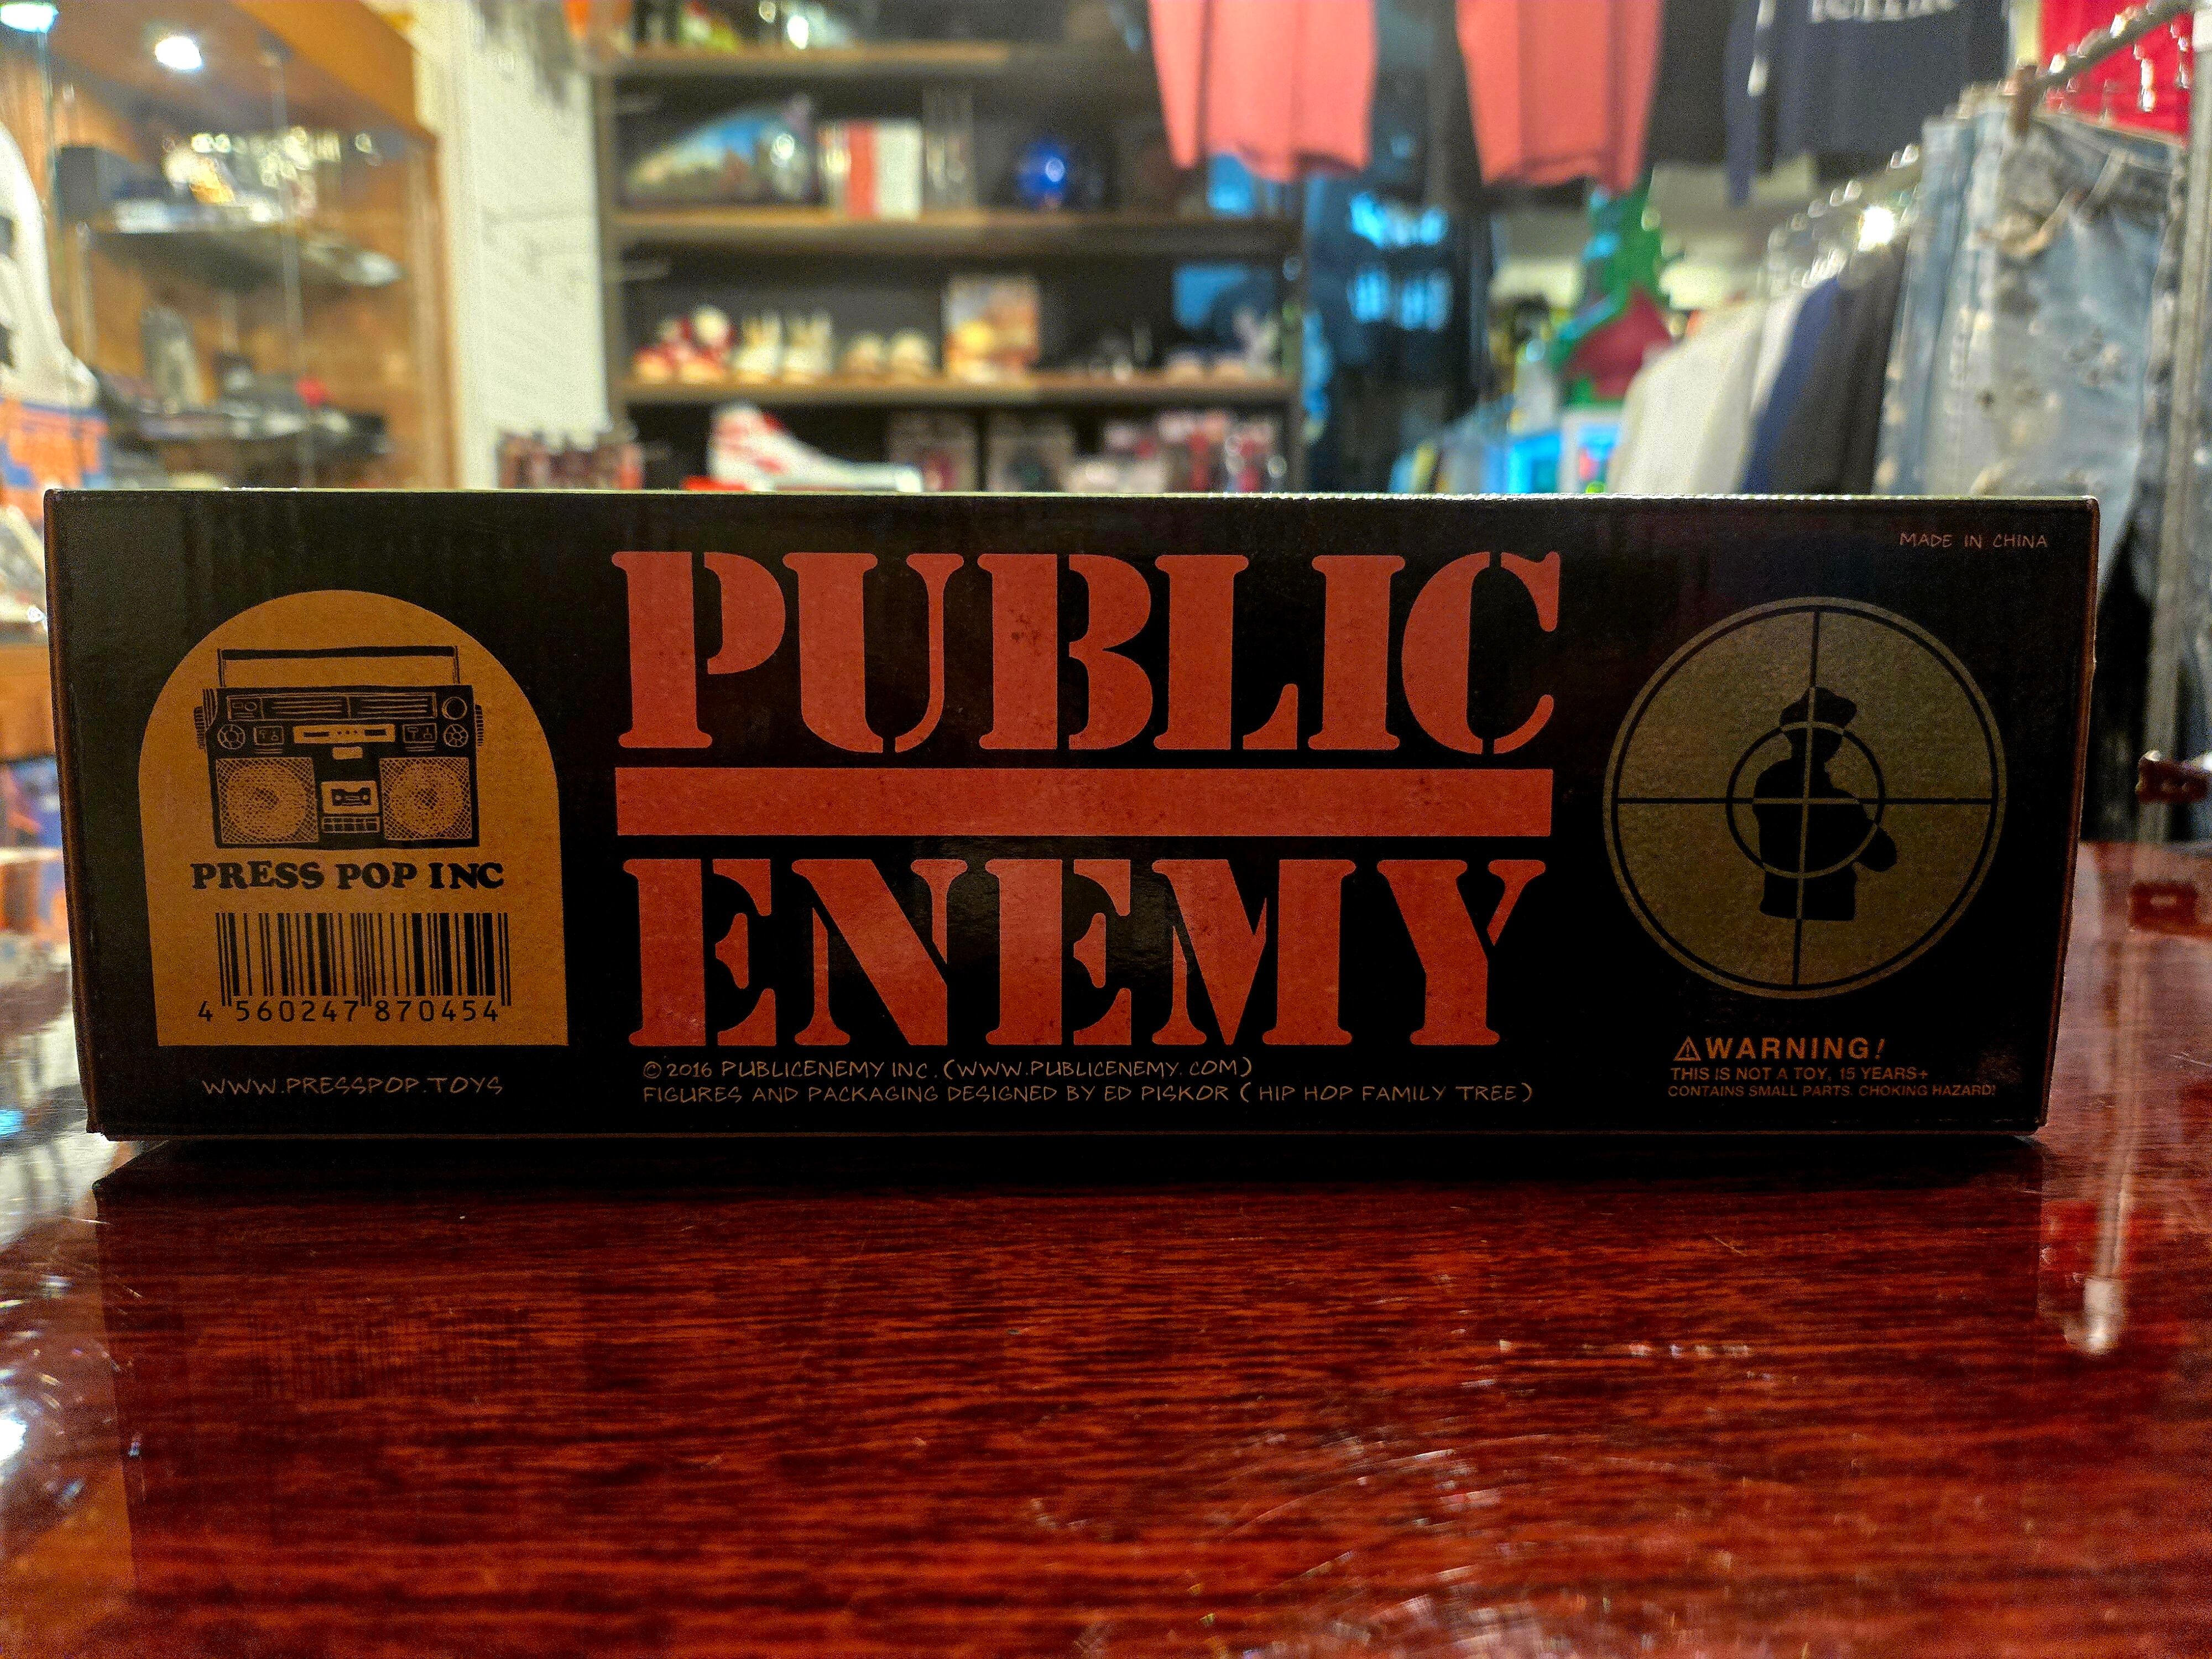 MADE IN CHINA
PUBLIC
ENEMY
PRESS POP INC
4 560247 870454
WWW.PRESSPOP.TOYS
©2016 PUBLICENEMY INC. (WWW.PUBLICENEMY.COM)
FIGURES AND PACKAGING DESIGNED BY ED PISKOR ( HIP HOP FAMILY TREE )
⚠WARNING!
THIS IS NOT A TOY, 15 YEARS+
CONTAINS SMALL PARTS. CHOKING HAZARD!